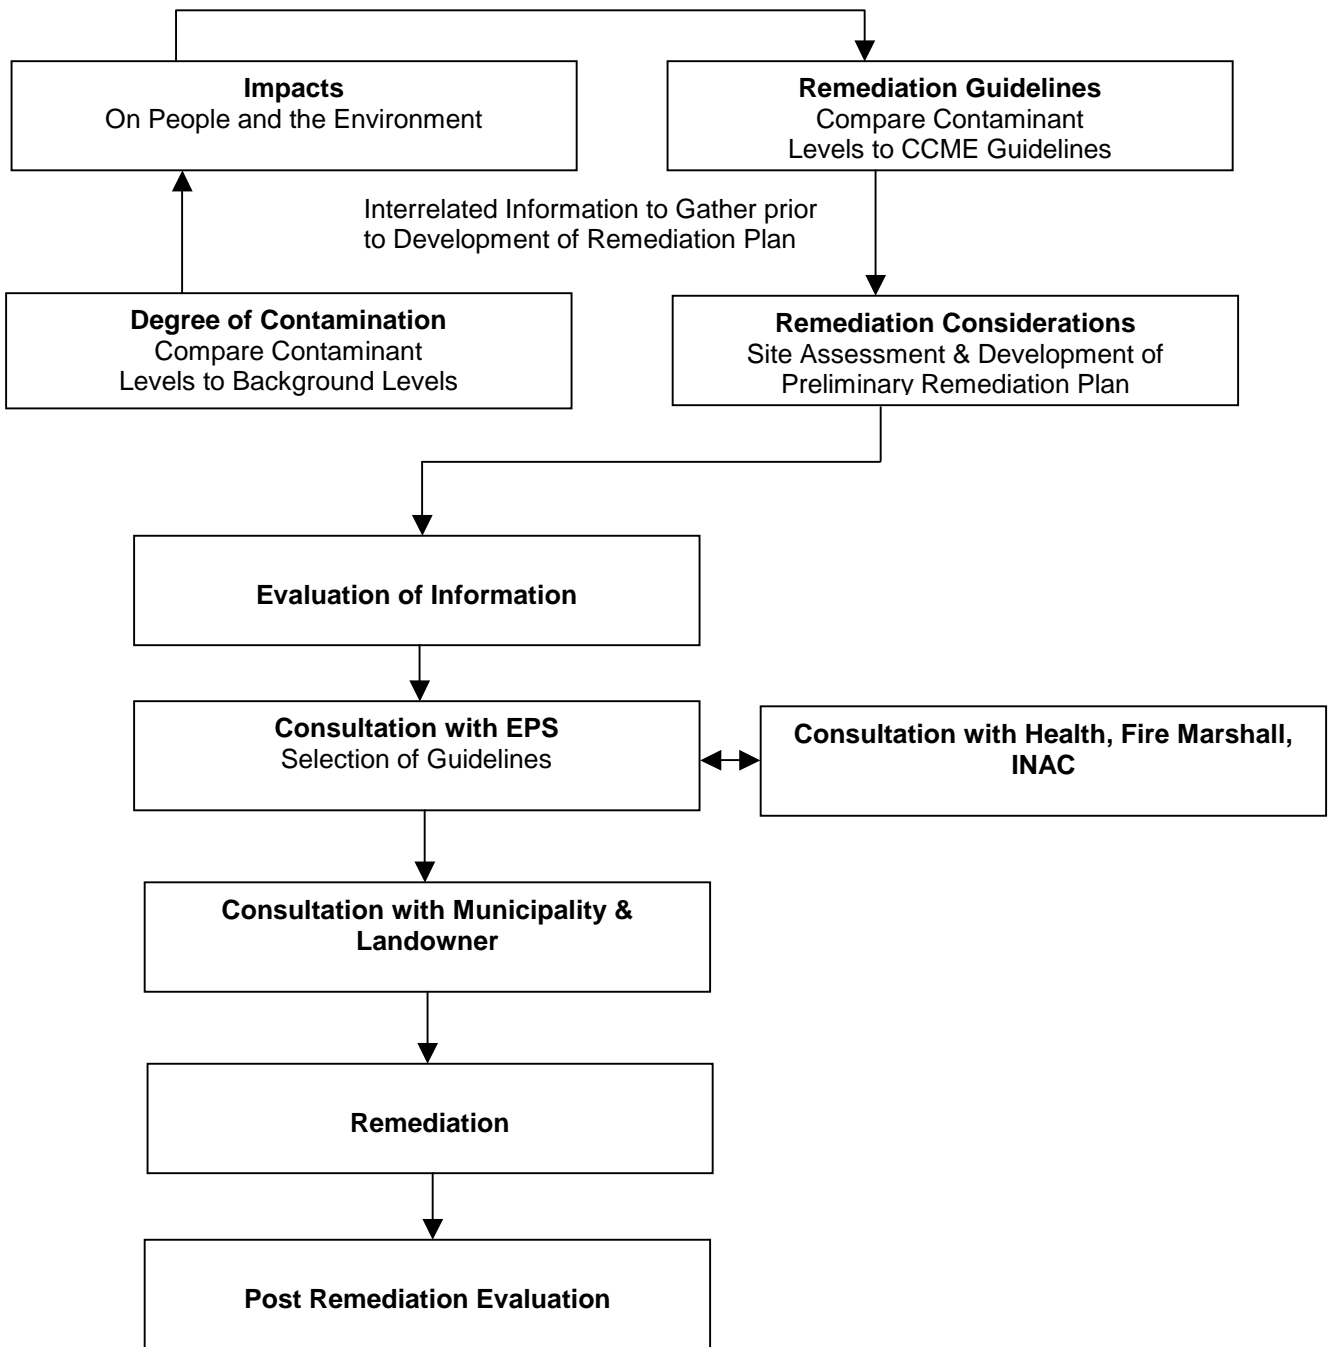 Impacts
On People and the Environment
Remediation Guidelines
Compare Contaminant
Levels to CCME Guidelines
Interrelated Information to Gather prior
to Development of Remediation Plan
Degree of Contamination
Compare Contaminant
Levels to Background Levels
Remediation Considerations
Site Assessment & Development of
Preliminary Remediation Plan
Evaluation of Information
Consultation with EPS
Selection of Guidelines
Consultation with Health, Fire Marshall,
INAC
Consultation with Municipality &
Landowner
Remediation
Post Remediation Evaluation